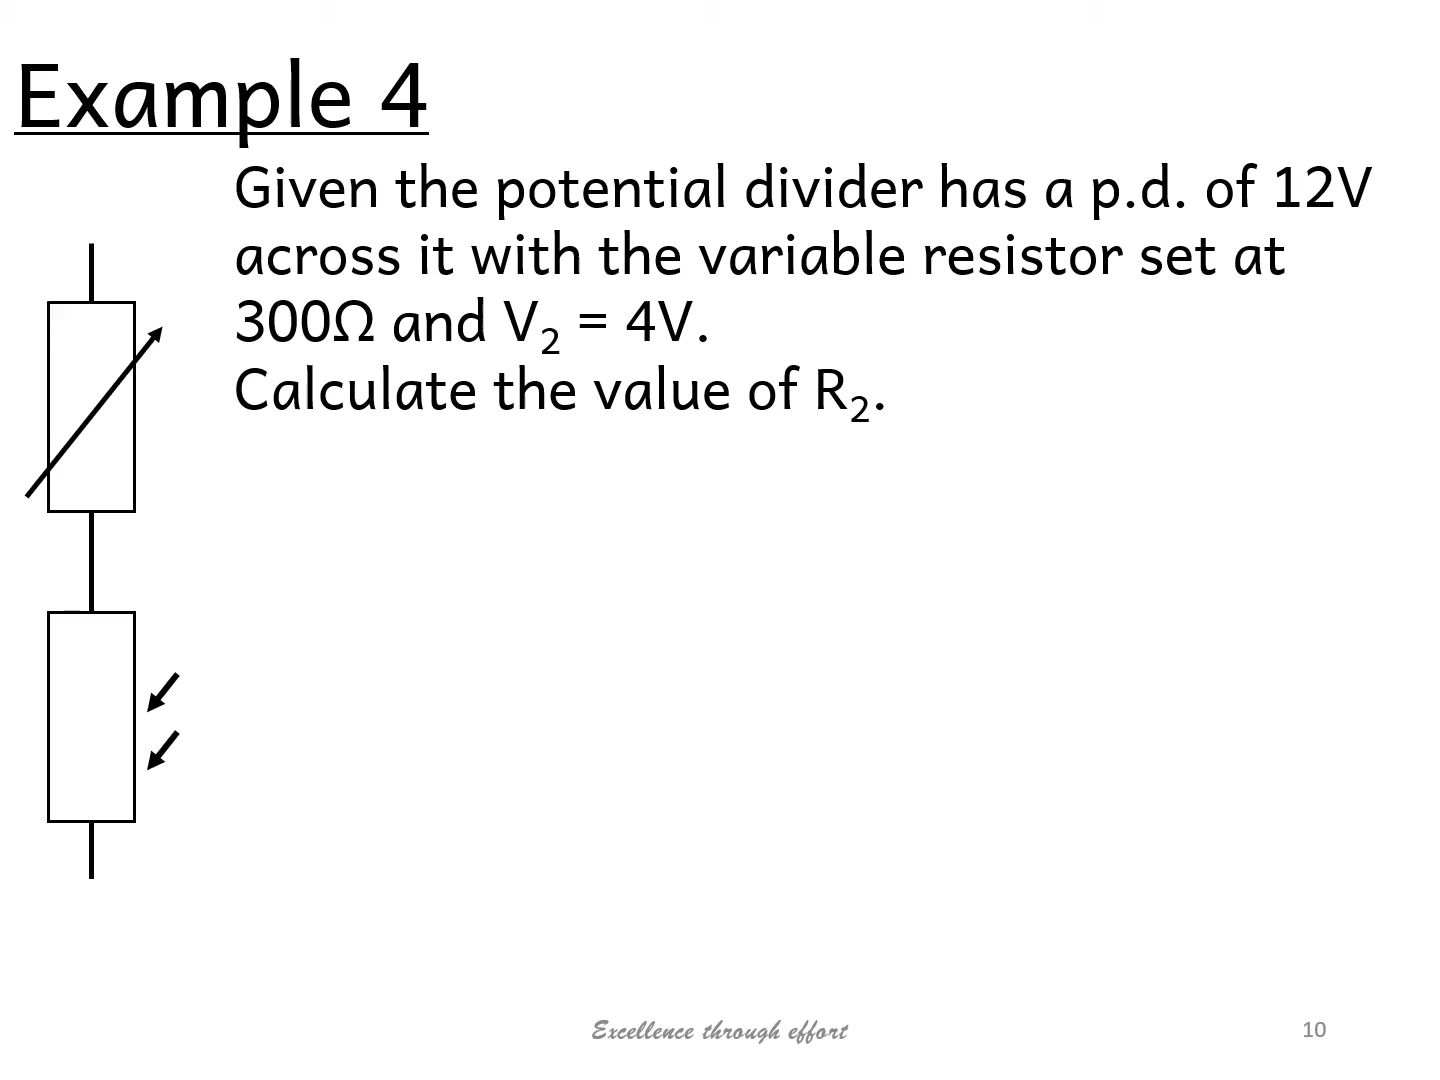 Example 4
Given the potential divider has a p.d. of 12V
across it with the variable resistor set at
300Ω and V₂ = 4V.
Calculate the value of R₂.
Excellence through effort
10